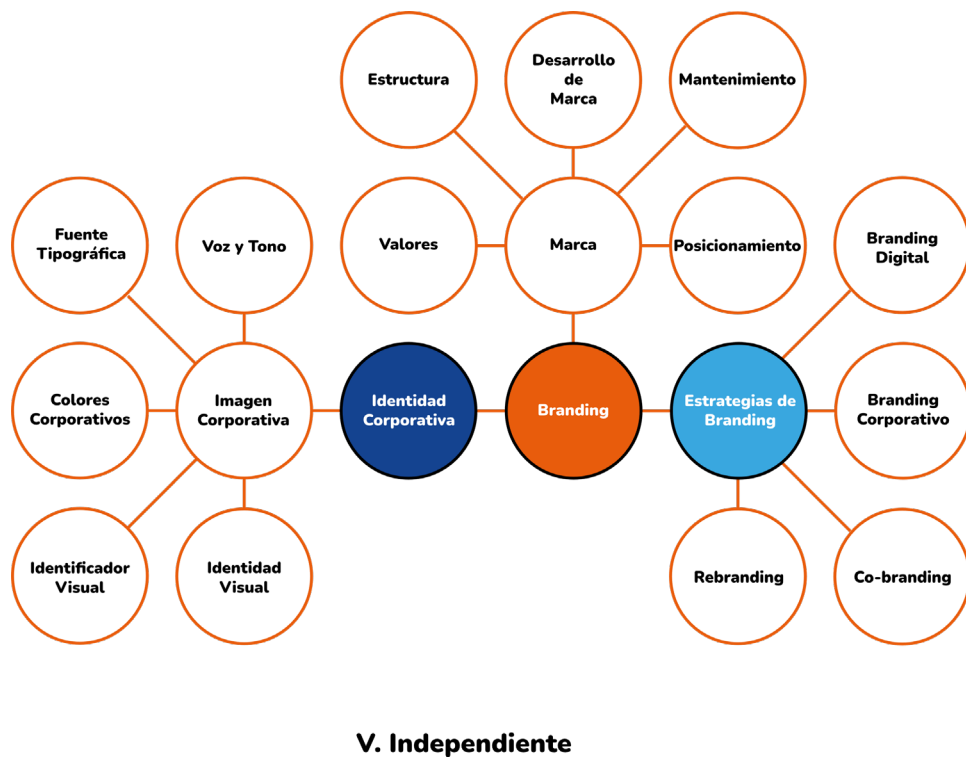 Estructura
Desarrollo
de
Marca
Mantenimiento
Fuente
Tipográfica
Voz y Tono
Valores
Marca
Posicionamiento
Branding
Digital
Colores
Corporativos
Imagen
Corporativa
Identidad
Corporativa
Branding
Estrategias de
Branding
Branding
Corporativo
Identificador
Visual
Identidad
Visual
Rebranding
Co-branding
V. Independiente